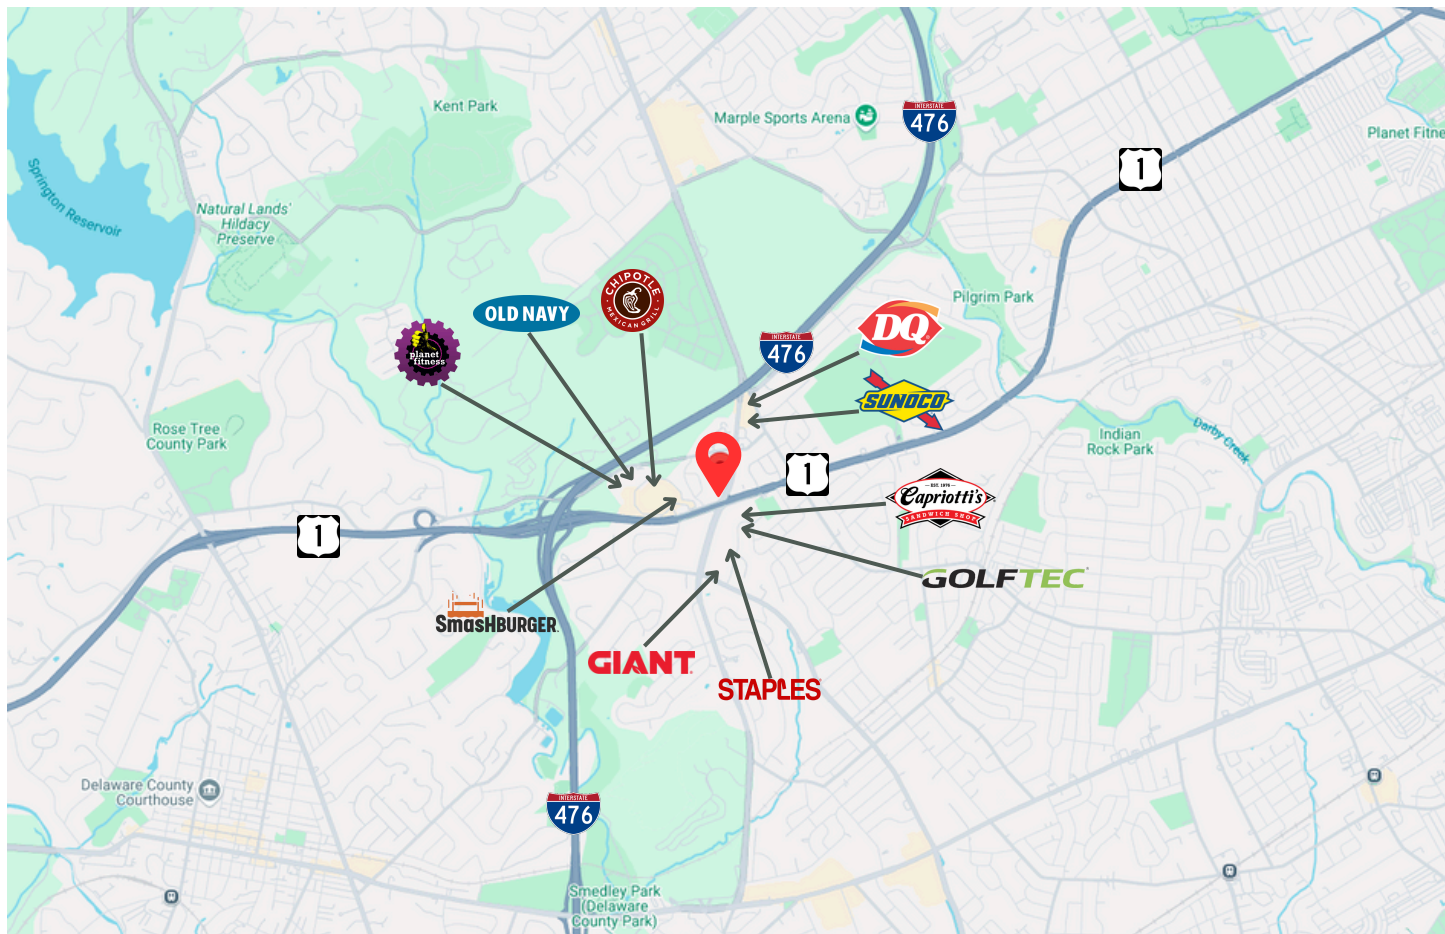 Kent Park
Marple Sports Arena
INTERSTATE
476
1
Planet Fitne
Springton Reservoir
Natural Lands'
Hildacy
Preserve
CHIPOTLE
MEXICAN GRILL
OLD NAVY
planet
fitness
Pilgrim Park
DQ
INTERSTATE
476
SUNOCO
Rose Tree
County Park
Indian
Rock Park
Darby Creek
1
EST. 1976
Capriotti's
SANDWICH SHOP
1
GOLFTEC
SmasHBURGER
GIANT
STAPLES
Delaware County
Courthouse
INTERSTATE
476
Smedley Park
(Delaware
County Park)